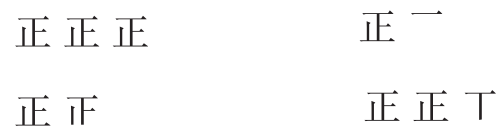 正 正 正
正 一
正 𝍵
正 正 丅